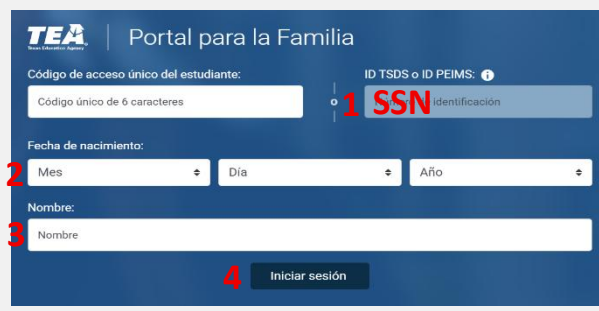 TEA Texas Education Agency
Portal para la Familia
Código de acceso único del estudiante:
ID TSDS o ID PEIMS: i
Código único de 6 caracteres
o
1 SSN identificación
Fecha de nacimiento:
2 Mes Día Año
Nombre:
3 Nombre
4 Iniciar sesión